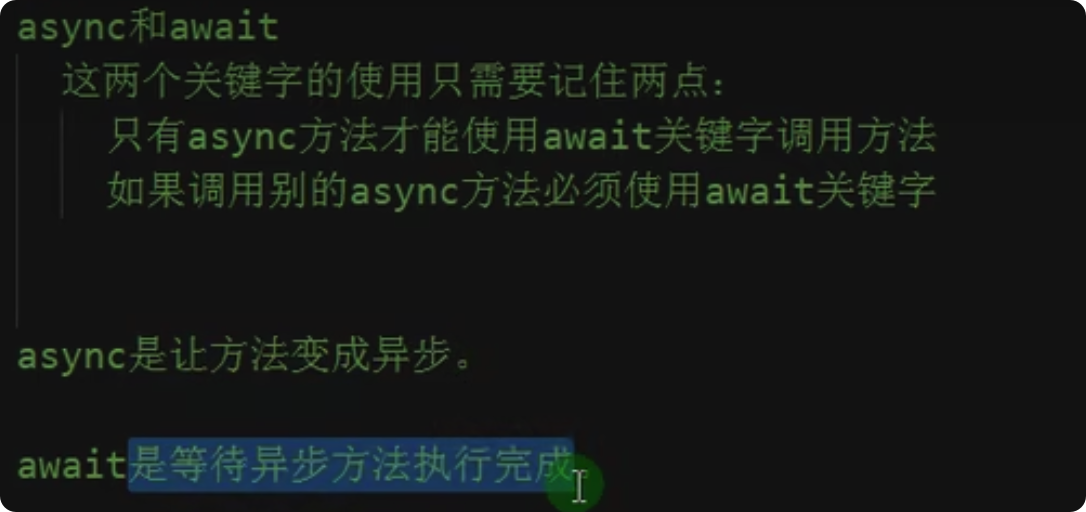 async和await
这两个关键字的使用只需要记住两点：
只有async方法才能使用await关键字调用方法
如果调用别的async方法必须使用await关键字
async是让方法变成异步。
await是等待异步方法执行完成